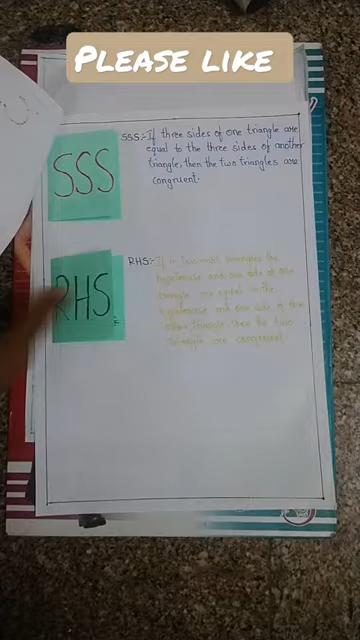 PLEASE LIKE
SSS SSS:- If three sides of one triangle are
equal to the three sides of another
triangle, then the two triangles are
congruent.
RHS RHS:- If in two right triangles the
hypotenuse and one side of one
triangle are equal to the
hypotenuse and one side of the
other triangle, then the two
triangle are congruent.